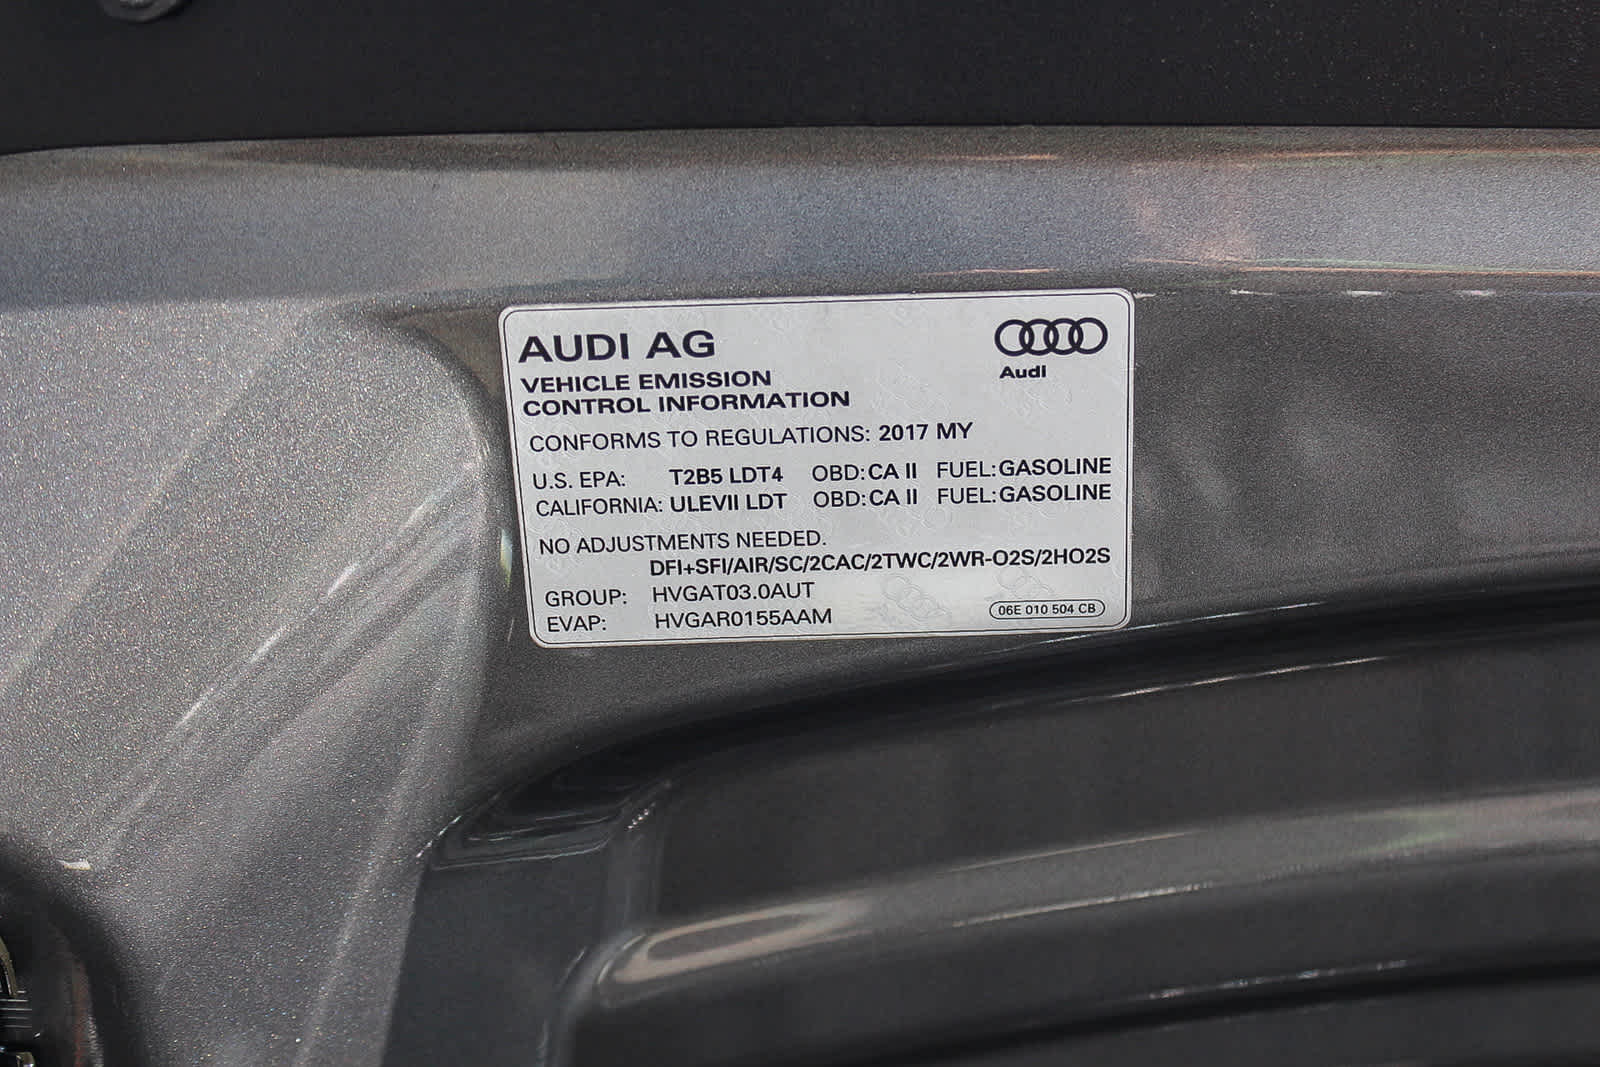 AUDI AG
Audi
VEHICLE EMISSION
CONTROL INFORMATION
CONFORMS TO REGULATIONS: 2017 MY
U.S. EPA: T2B5 LDT4 OBD: CA II FUEL: GASOLINE
CALIFORNIA: ULEVII LDT OBD: CA II FUEL: GASOLINE
NO ADJUSTMENTS NEEDED.
DFI+SFI/AIR/SC/2CAC/2TWC/2WR-O2S/2HO2S
GROUP: HVGAT03.0AUT
EVAP: HVGAR0155AAM
06E 010 504 CB